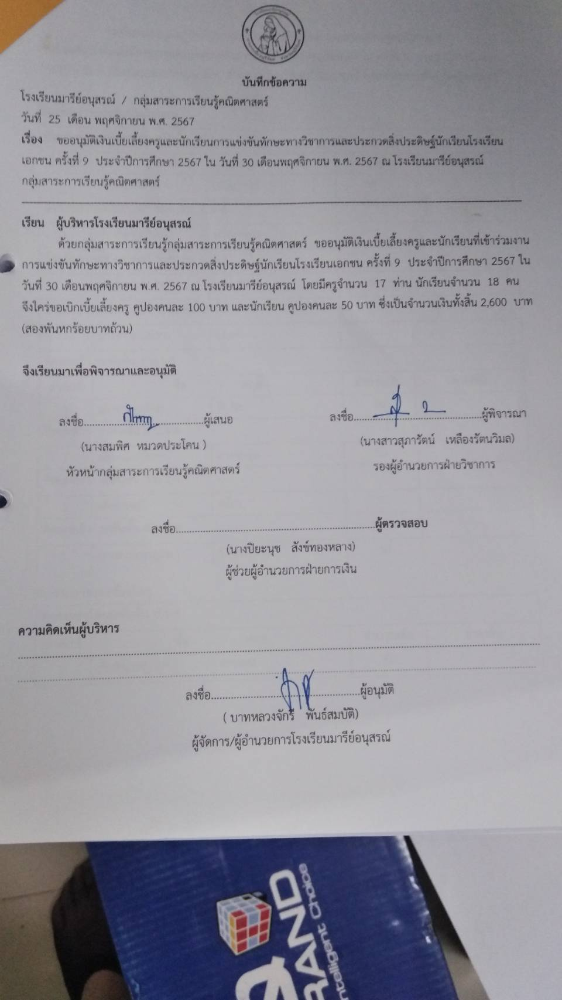 บันทึกข้อความ
โรงเรียนมารีย์อนุสรณ์ / กลุ่มสาระการเรียนรู้คณิตศาสตร์
วันที่ 25 เดือน พฤศจิกายน พ.ศ. 2567
เรื่อง ขออนุมัติเงินเบี้ยเลี้ยงครูและนักเรียนการแข่งขันทักษะทางวิชาการและประกวดสิ่งประดิษฐ์นักเรียนโรงเรียน
เอกชน ครั้งที่ 9 ประจำปีการศึกษา 2567 ใน วันที่ 30 เดือนพฤศจิกายน พ.ศ. 2567 ณ โรงเรียนมารีย์อนุสรณ์
กลุ่มสาระการเรียนรู้คณิตศาสตร์
เรียน ผู้บริหารโรงเรียนมารีย์อนุสรณ์
ด้วยกลุ่มสาระการเรียนรู้กลุ่มสาระการเรียนรู้คณิตศาสตร์ ขออนุมัติเงินเบี้ยเลี้ยงครูและนักเรียนที่เข้าร่วมงาน
การแข่งขันทักษะทางวิชาการและประกวดสิ่งประดิษฐ์นักเรียนโรงเรียนเอกชน ครั้งที่ 9 ประจำปีการศึกษา 2567 ใน
วันที่ 30 เดือนพฤศจิกายน พ.ศ. 2567 ณ โรงเรียนมารีย์อนุสรณ์ โดยมีครูจำนวน 17 ท่าน นักเรียนจำนวน 18 คน
จึงใคร่ขอเบิกเบี้ยเลี้ยงครู คูปองคนละ 100 บาท และนักเรียน คูปองคนละ 50 บาท ซึ่งเป็นจำนวนเงินทั้งสิ้น 2,600 บาท
(สองพันหกร้อยบาทถ้วน)
จึงเรียนมาเพื่อพิจารณาและอนุมัติ
ลงชื่อ....................ผู้เสนอ ลงชื่อ....................ผู้พิจารณา
(นางสมพิศ หมวดประโคน ) (นางสาวสุภารัตน์ เหลืองรัตนวิมล)
หัวหน้ากลุ่มสาระการเรียนรู้คณิตศาสตร์ รองผู้อำนวยการฝ่ายวิชาการ
ลงชื่อ....................ผู้ตรวจสอบ
(นางปิยะนุช สังข์ทองหลาง)
ผู้ช่วยผู้อำนวยการฝ่ายการเงิน
ความคิดเห็นผู้บริหาร
ลงชื่อ....................ผู้อนุมัติ
( บาทหลวงจักรี พันธ์สมบัติ)
ผู้จัดการ/ผู้อำนวยการโรงเรียนมารีย์อนุสรณ์
Q
RAND
ntelligent Choice